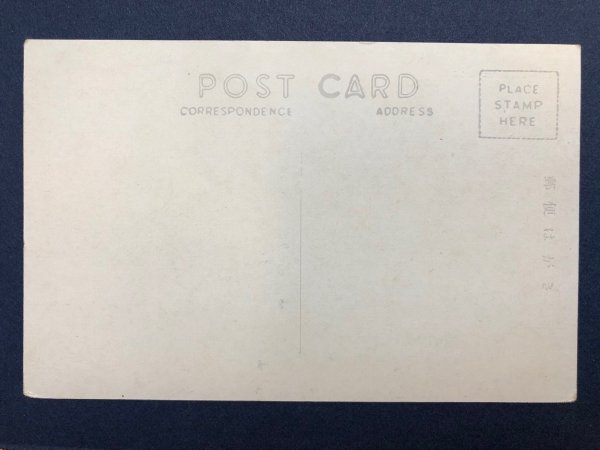 POST CARD
CORRESPONDENCE ADDRESS
PLACE
STAMP
HERE
郵便はがき